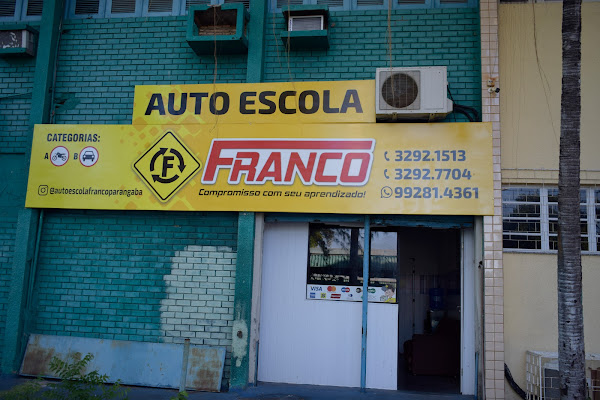 AUTO ESCOLA
CATEGORIAS:
A B
F
FRANCO
Compromisso com seu aprendizado!
@autoescolafrancoparangaba
3292.1513
3292.7704
99281.4361
VISA